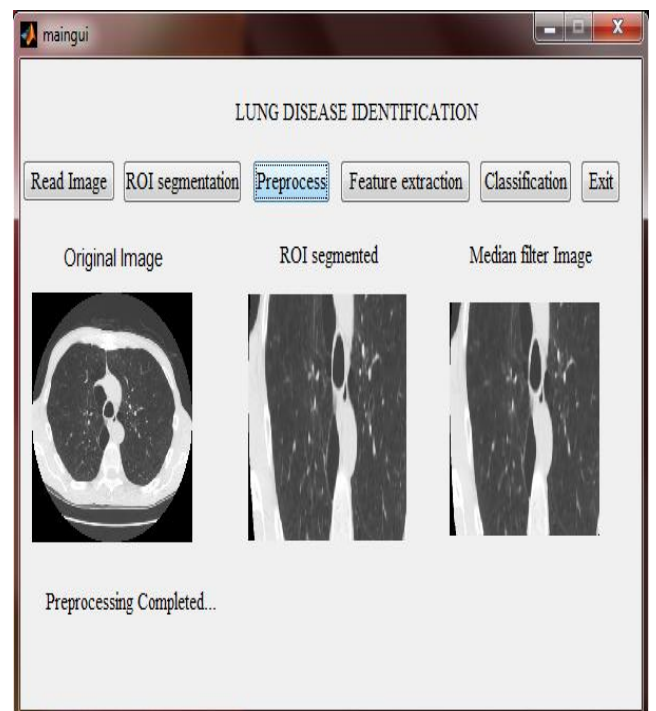 maingui
LUNG DISEASE IDENTIFICATION
Read Image ROI segmentation Preprocess Feature extraction Classification Exit
Original Image ROI segmented Median filter Image
Preprocessing Completed...